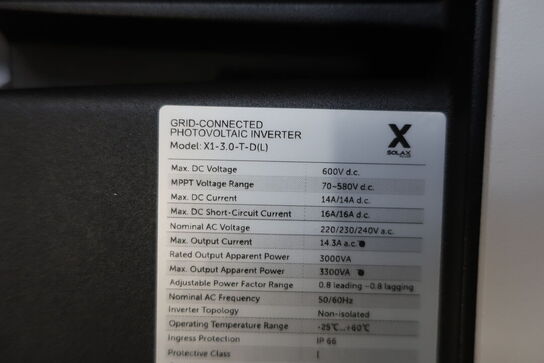 GRID-CONNECTED
PHOTOVOLTAIC INVERTER
Model: X1-3.0-T-D(L)
X
SOLAX
Max. DC Voltage 600V d.c.
MPPT Voltage Range 70~580V d.c.
Max. DC Current 14A/14A d.c.
Max. DC Short-Circuit Current 16A/16A d.c.
Nominal AC Voltage 220/230/240V a.c.
Max. Output Current 14.3A a.c.
Rated Output Apparent Power 3000VA
Max. Output Apparent Power 3300VA
Adjustable Power Factor Range 0.8 leading ~0.8 lagging
Nominal AC Frequency 50/60Hz
Inverter Topology Non-isolated
Operating Temperature Range -25℃...+60℃
Ingress Protection IP 66
Protective Class I